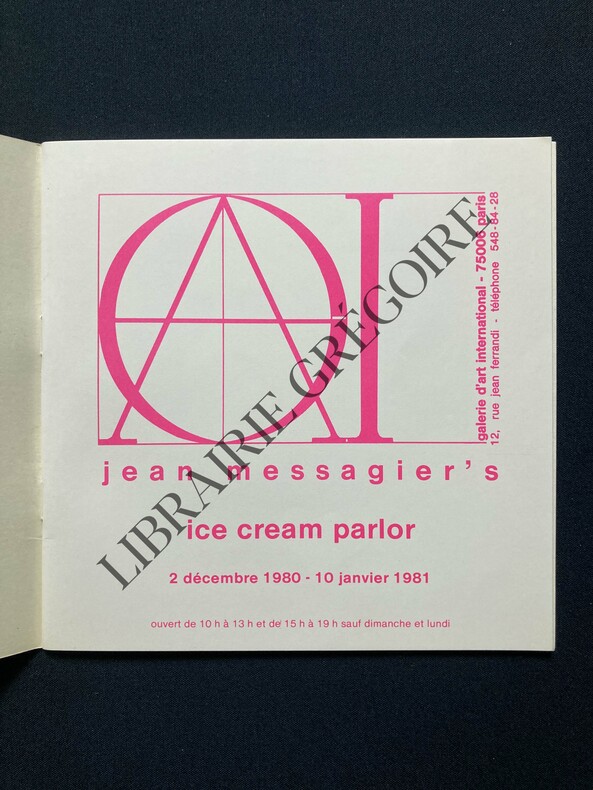 GAI
galerie d'art international - 75006 paris
12, rue jean ferrandi - téléphone 548-84-28
jean messagier's
ice cream parlor
2 décembre 1980 - 10 janvier 1981
ouvert de 10 h à 13 h et de 15 h à 19 h sauf dimanche et lundi
LIBRAIRIE GRÉGOIRE